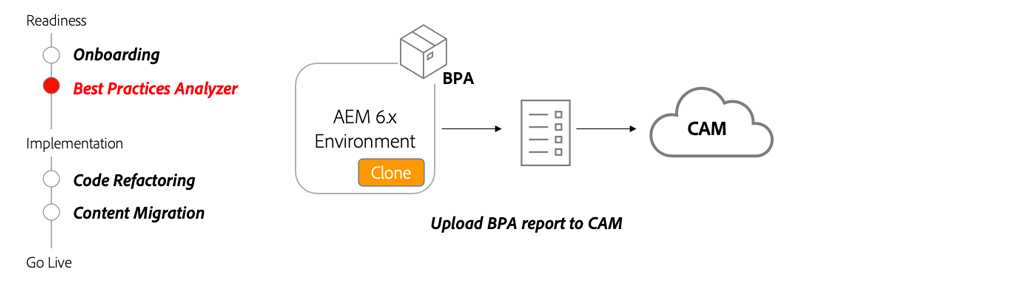 Readiness
Onboarding
Best Practices Analyzer
Implementation
Code Refactoring
Content Migration
Go Live
BPA
AEM 6.x
Environment
Clone
CAM
Upload BPA report to CAM